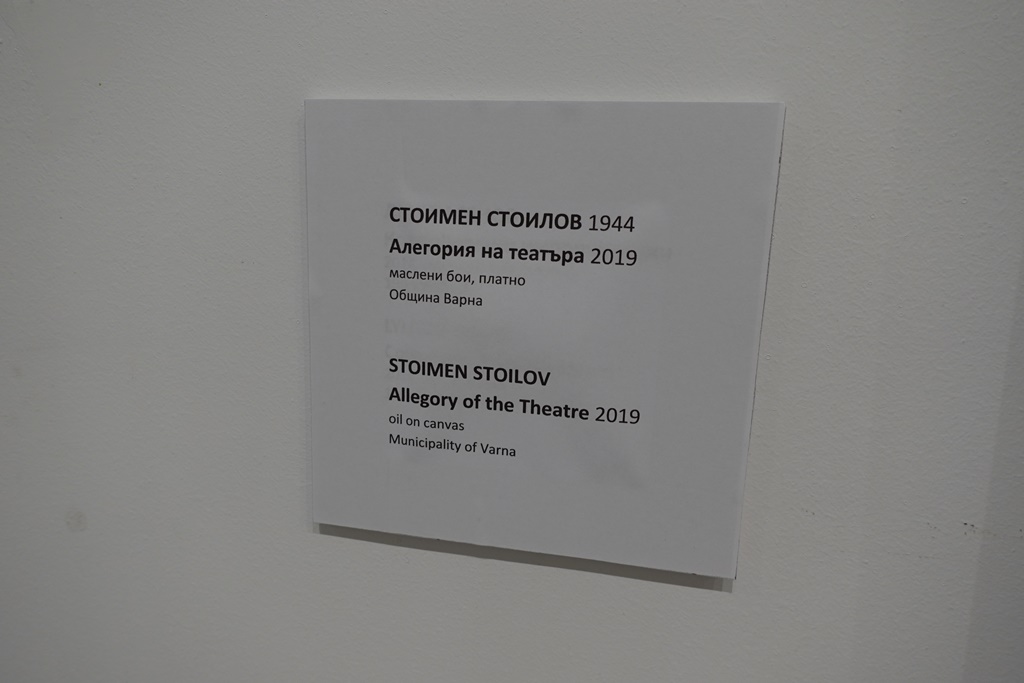 СТОИМЕН СТОИЛОВ 1944
Алегория на театъра 2019
маслени бои, платно
Община Варна
STOIMEN STOILOV
Allegory of the Theatre 2019
oil on canvas
Municipality of Varna